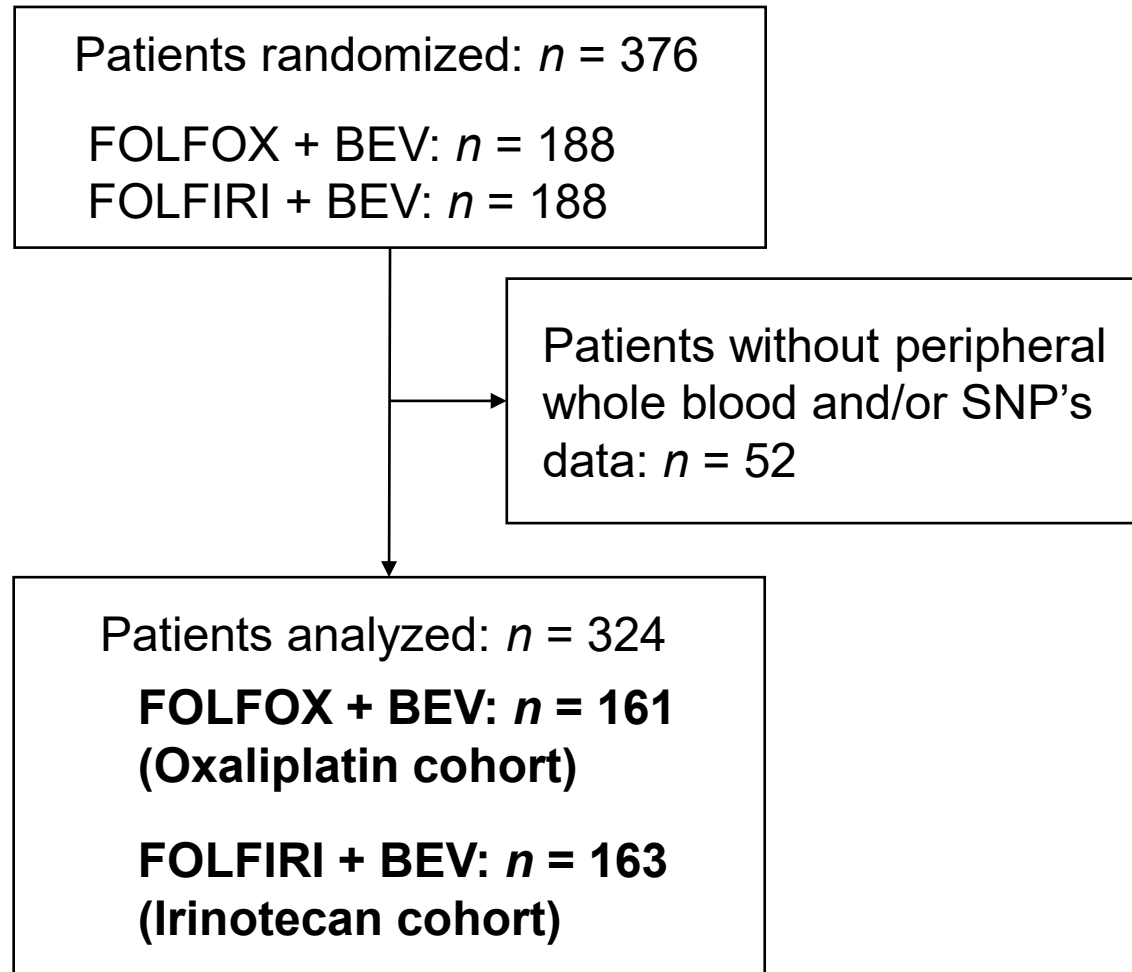 Patients randomized: n = 376
FOLFOX + BEV: n = 188
FOLFIRI + BEV: n = 188
Patients without peripheral
whole blood and/or SNP’s
data: n = 52
Patients analyzed: n = 324
FOLFOX + BEV: n = 161
(Oxaliplatin cohort)
FOLFIRI + BEV: n = 163
(Irinotecan cohort)